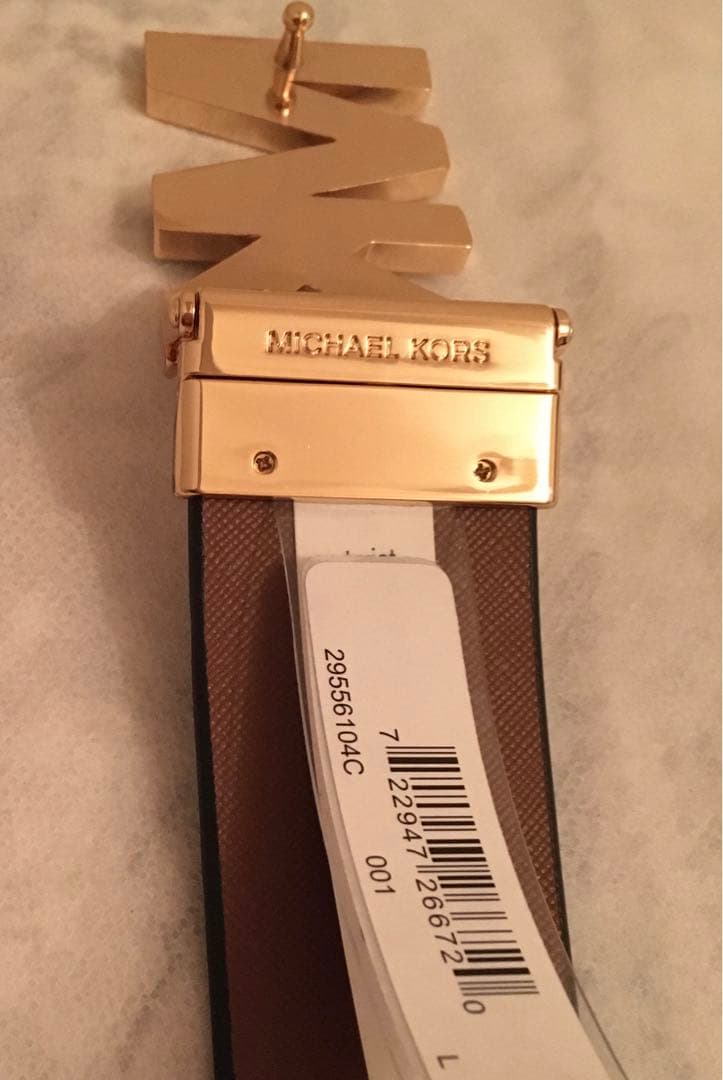 MICHAEL KORS
29556104C
001
7 22947 26672 0
L